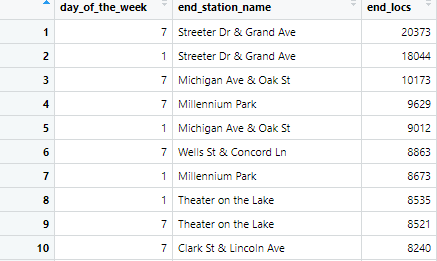 day_of_the_week end_station_name end_locs
1 7 Streeter Dr & Grand Ave 20373
2 1 Streeter Dr & Grand Ave 18044
3 7 Michigan Ave & Oak St 10173
4 7 Millennium Park 9629
5 1 Michigan Ave & Oak St 9012
6 7 Wells St & Concord Ln 8863
7 1 Millennium Park 8673
8 1 Theater on the Lake 8535
9 7 Theater on the Lake 8521
10 7 Clark St & Lincoln Ave 8240